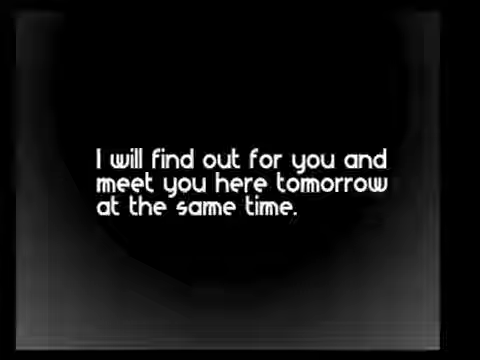 I will find out for you and
meet you here tomorrow
at the same time.